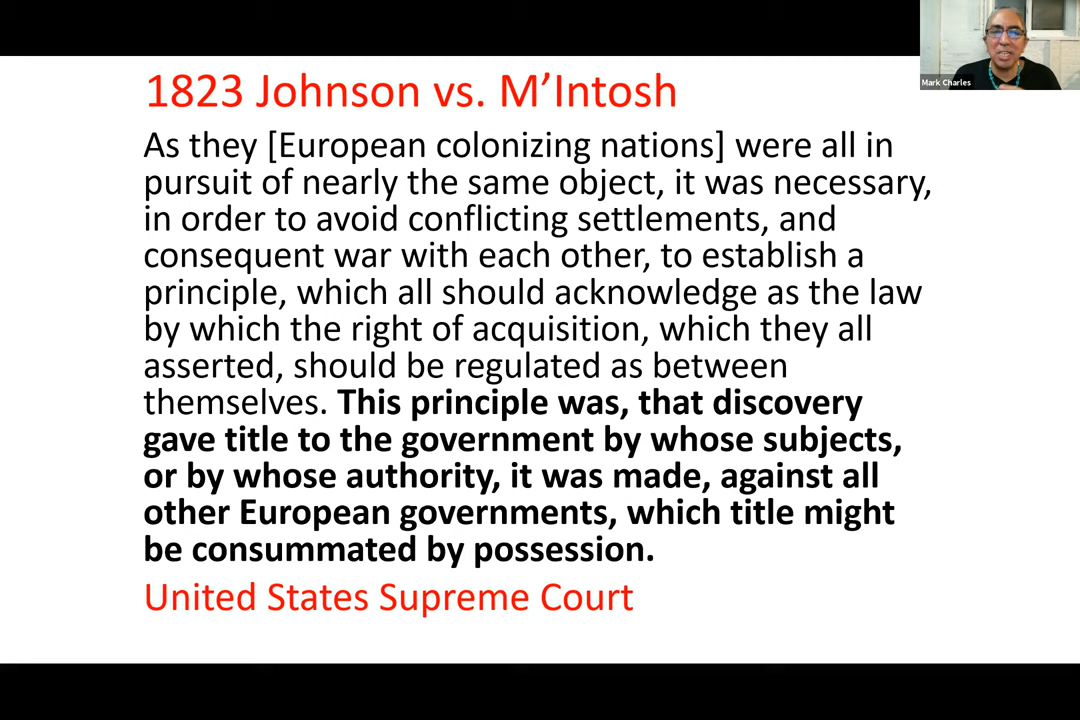 Mark Charles
1823 Johnson vs. M’Intosh
As they [European colonizing nations] were all in
pursuit of nearly the same object, it was necessary,
in order to avoid conflicting settlements, and
consequent war with each other, to establish a
principle, which all should acknowledge as the law
by which the right of acquisition, which they all
asserted, should be regulated as between
themselves. This principle was, that discovery
gave title to the government by whose subjects,
or by whose authority, it was made, against all
other European governments, which title might
be consummated by possession.
United States Supreme Court